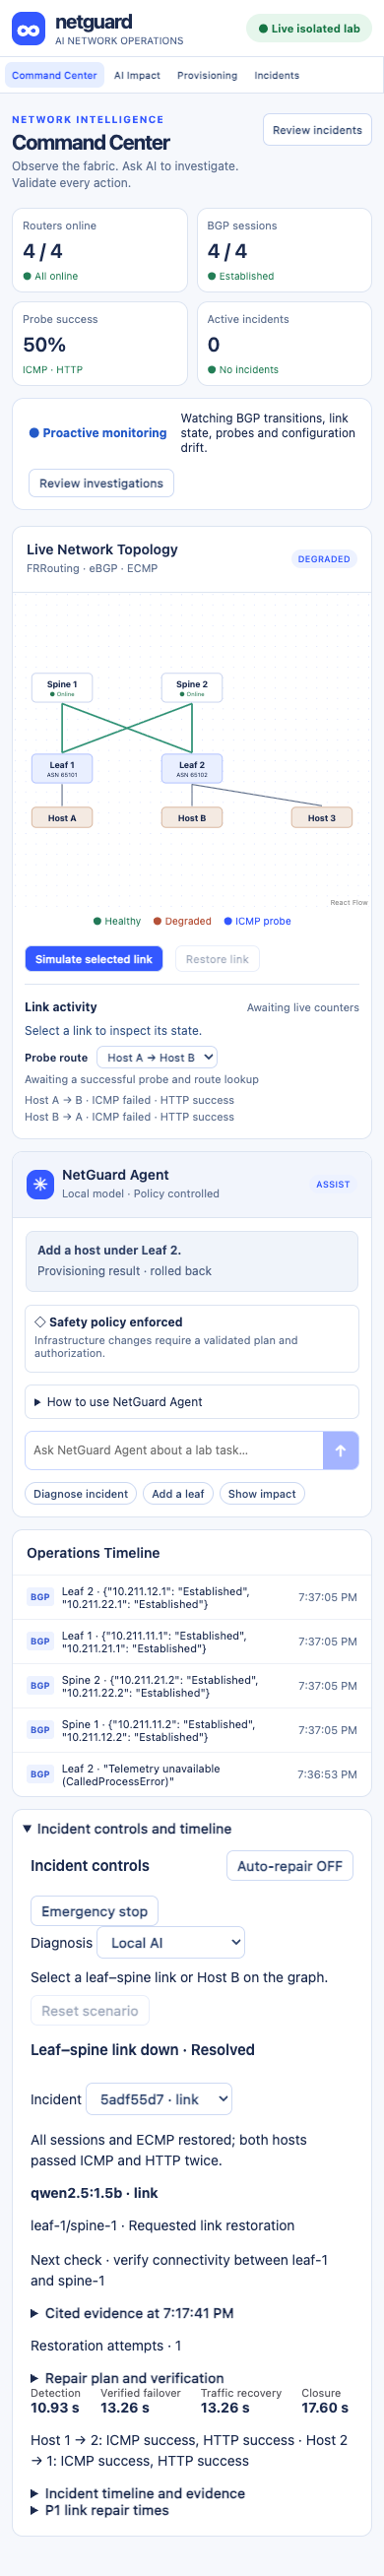 netguard
AI NETWORK OPERATIONS
● Live isolated lab
Command Center
AI Impact
Provisioning
Incidents
NETWORK INTELLIGENCE
Command Center
Review incidents
Observe the fabric. Ask AI to investigate.
Validate every action.
Routers online
4 / 4
● All online
BGP sessions
4 / 4
● Established
Probe success
50%
ICMP · HTTP
Active incidents
0
● No incidents
● Proactive monitoring
Watching BGP transitions, link
state, probes and configuration
drift.
Review investigations
Live Network Topology
FRRouting · eBGP · ECMP
DEGRADED
Spine 1
● Online
Spine 2
● Online
Leaf 1
ASN 65101
Leaf 2
ASN 65102
Host A
Host B
Host 3
React Flow
● Healthy
● Degraded
● ICMP probe
Simulate selected link
Restore link
Link activity
Awaiting live counters
Select a link to inspect its state.
Probe route
Host A → Host B
Awaiting a successful probe and route lookup
Host A → B · ICMP failed · HTTP success
Host B → A · ICMP failed · HTTP success
NetGuard Agent
Local model · Policy controlled
ASSIST
Add a host under Leaf 2.
Provisioning result · rolled back
◇ Safety policy enforced
Infrastructure changes require a validated plan and
authorization.
▶ How to use NetGuard Agent
Ask NetGuard Agent about a lab task...
↑
Diagnose incident
Add a leaf
Show impact
Operations Timeline
BGP
Leaf 2 · {"10.211.12.1": "Established",
"10.211.22.1": "Established"}
7:37:05 PM
BGP
Leaf 1 · {"10.211.11.1": "Established",
"10.211.21.1": "Established"}
7:37:05 PM
BGP
Spine 2 · {"10.211.21.2": "Established",
"10.211.22.2": "Established"}
7:37:05 PM
BGP
Spine 1 · {"10.211.11.2": "Established",
"10.211.12.2": "Established"}
7:37:05 PM
BGP
Leaf 2 · "Telemetry unavailable
(CalledProcessError)"
7:36:53 PM
▼ Incident controls and timeline
Incident controls
Auto-repair OFF
Emergency stop
Diagnosis
Local AI
Select a leaf–spine link or Host B on the graph.
Reset scenario
Leaf–spine link down · Resolved
Incident
5adf55d7 · link
All sessions and ECMP restored; both hosts
passed ICMP and HTTP twice.
qwen2.5:1.5b · link
leaf-1/spine-1 · Requested link restoration
Next check · verify connectivity between leaf-1
and spine-1
▶ Cited evidence at 7:17:41 PM
Restoration attempts · 1
▶ Repair plan and verification
Detection
10.93 s
Verified failover
13.26 s
Traffic recovery
13.26 s
Closure
17.60 s
Host 1 → 2: ICMP success, HTTP success · Host 2
→ 1: ICMP success, HTTP success
▶ Incident timeline and evidence
▶ P1 link repair times